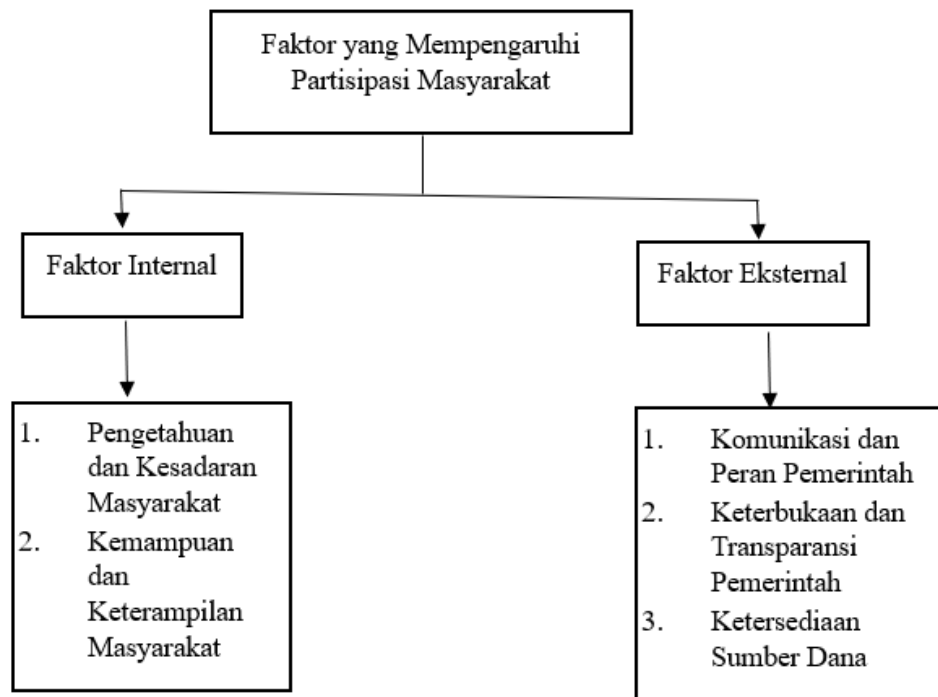 Faktor yang Mempengaruhi
Partisipasi Masyarakat
Faktor Internal
Faktor Eksternal
1. Pengetahuan
dan Kesadaran
Masyarakat
2. Kemampuan
dan
Keterampilan
Masyarakat
1. Komunikasi dan
Peran Pemerintah
2. Keterbukaan dan
Transparansi
Pemerintah
3. Ketersediaan
Sumber Dana